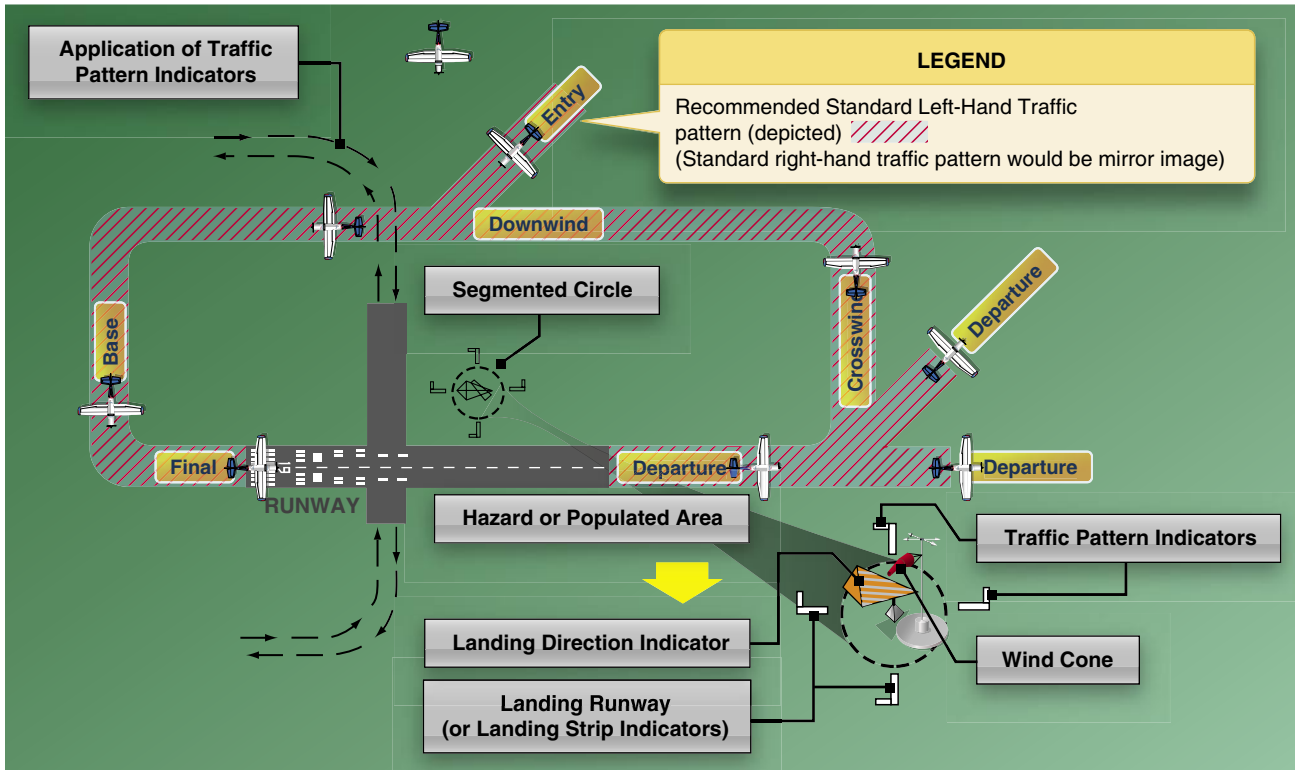 Application of Traffic
Pattern Indicators
LEGEND
Recommended Standard Left-Hand Traffic
pattern (depicted)
(Standard right-hand traffic pattern would be mirror image)
Entry
Downwind
Segmented Circle
Base
Crosswind
Departure
Final
19
RUNWAY
Departure
Departure
Hazard or Populated Area
Traffic Pattern Indicators
Landing Direction Indicator
Wind Cone
Landing Runway
(or Landing Strip Indicators)